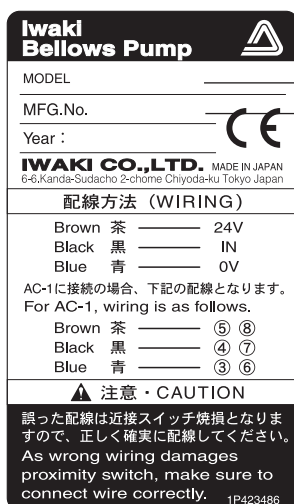 Iwaki
Bellows Pump
MODEL
MFG.No.
Year :
CE
IWAKI CO.,LTD. MADE IN JAPAN
6-6.Kanda-Sudacho 2-chome Chiyoda-ku Tokyo Japan
配線方法 (WIRING)
Brown 茶 ——— 24V
Black 黒 ——— IN
Blue 青 ——— 0V
AC-1に接続の場合、下記の配線となります。
For AC-1, wiring is as follows.
Brown 茶 ——— ⑤ ⑧
Black 黒 ——— ④ ⑦
Blue 青 ——— ③ ⑥
注意・CAUTION
誤った配線は近接スイッチ焼損となりま
すので、正しく確実に配線してください。
As wrong wiring damages
proximity switch, make sure to
connect wire correctly. 1P423486